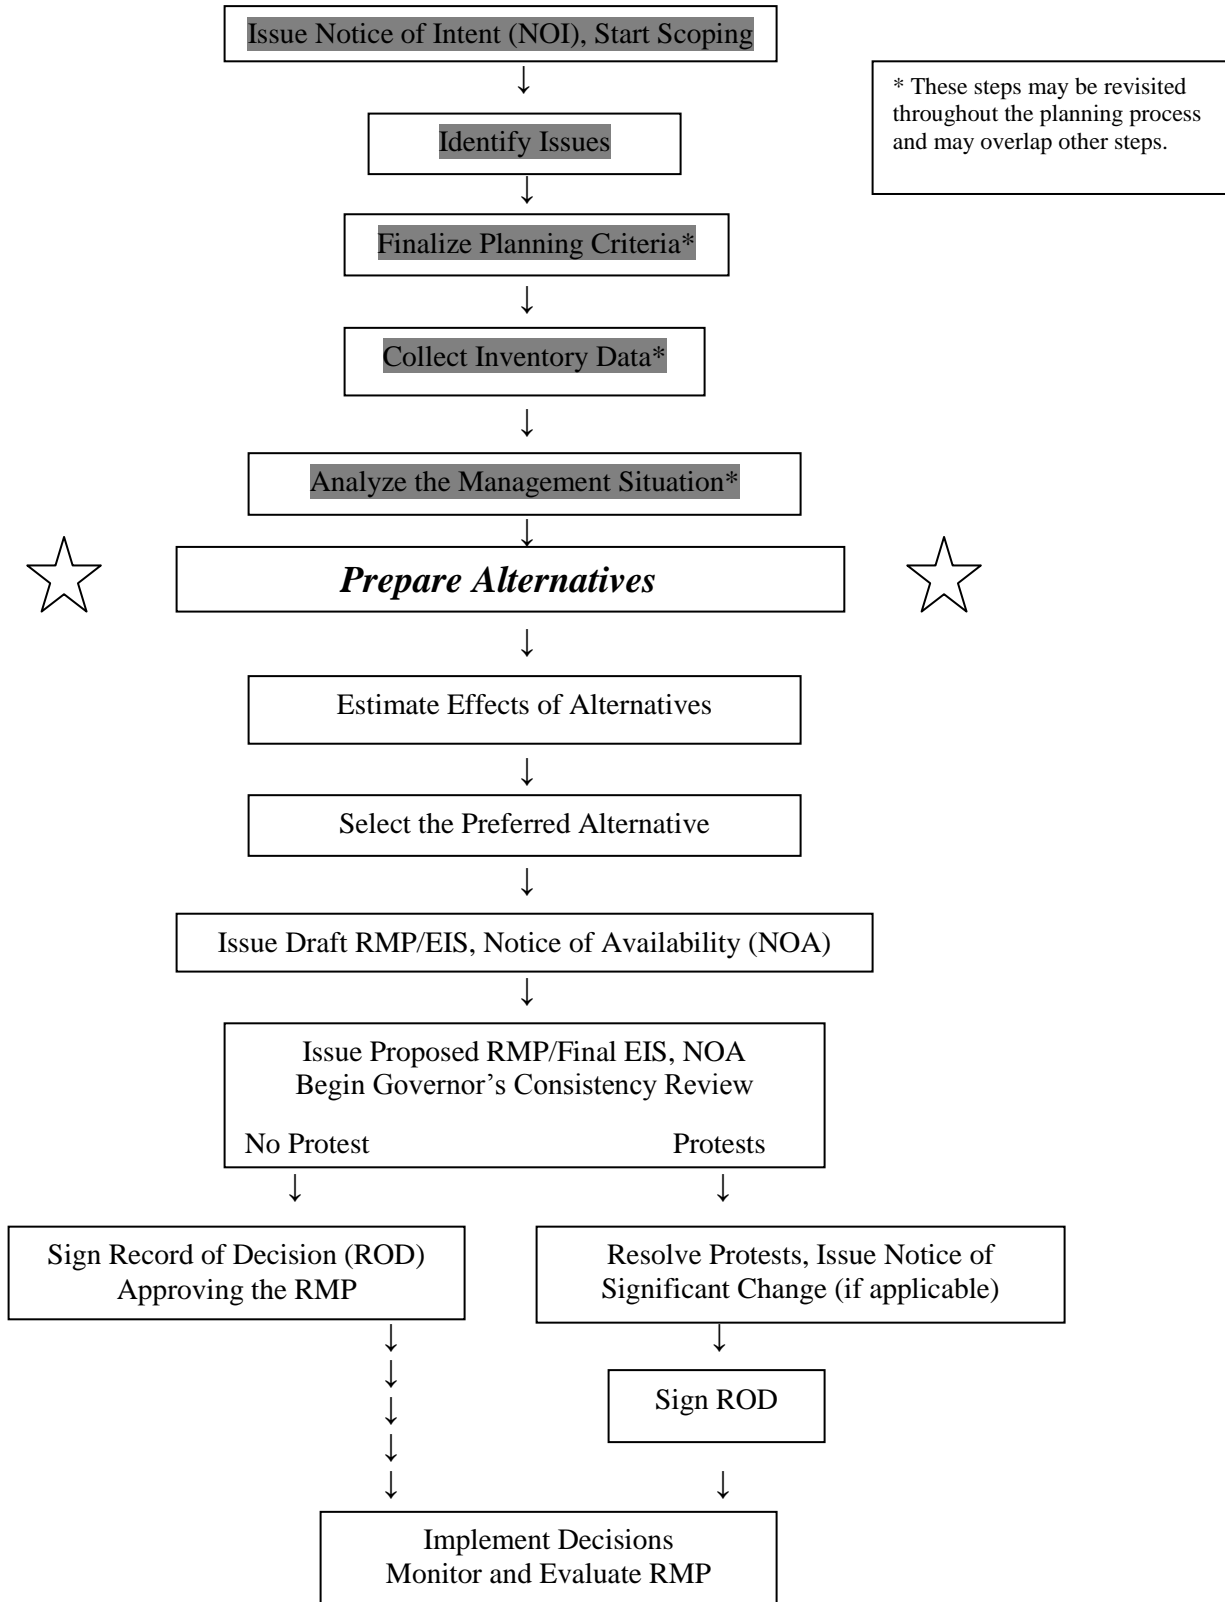 Issue Notice of Intent (NOI), Start Scoping
* These steps may be revisited
throughout the planning process
and may overlap other steps.
Identify Issues
Finalize Planning Criteria*
Collect Inventory Data*
Analyze the Management Situation*
Prepare Alternatives
Estimate Effects of Alternatives
Select the Preferred Alternative
Issue Draft RMP/EIS, Notice of Availability (NOA)
Issue Proposed RMP/Final EIS, NOA
Begin Governor’s Consistency Review
No Protest
Protests
Sign Record of Decision (ROD)
Approving the RMP
Resolve Protests, Issue Notice of
Significant Change (if applicable)
Sign ROD
Implement Decisions
Monitor and Evaluate RMP